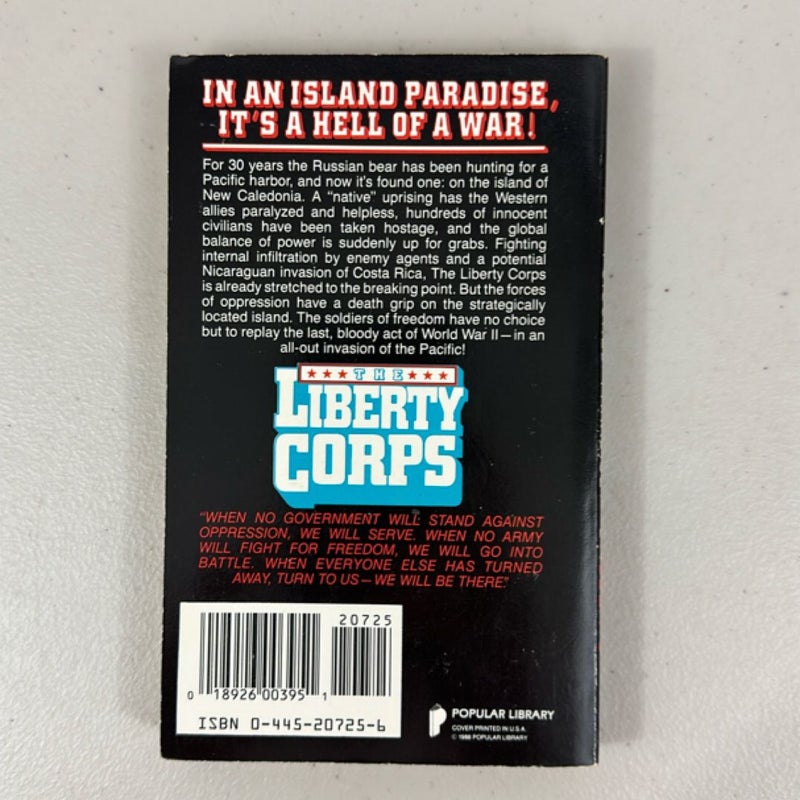 IN AN ISLAND PARADISE,
IT'S A HELL OF A WAR!
For 30 years the Russian bear has been hunting for a
Pacific harbor, and now it's found one: on the island of
New Caledonia. A "native" uprising has the Western
allies paralyzed and helpless, hundreds of innocent
civilians have been taken hostage, and the global
balance of power is suddenly up for grabs. Fighting
internal infiltration by enemy agents and a potential
Nicaraguan invasion of Costa Rica, The Liberty Corps
is already stretched to the breaking point. But the forces
of oppression have a death grip on the strategically
located island. The soldiers of freedom have no choice
but to replay the last, bloody act of World War II—in an
all-out invasion of the Pacific!
THE
LIBERTY
CORPS
"WHEN NO GOVERNMENT WILL STAND AGAINST
OPPRESSION, WE WILL SERVE. WHEN NO ARMY
WILL FIGHT FOR FREEDOM, WE WILL GO INTO
BATTLE. WHEN EVERYONE ELSE HAS TURNED
AWAY, TURN TO US—WE WILL BE THERE."
20725
0 18926 00395 1
ISBN 0-445-20725-6
POPULAR LIBRARY
COVER PRINTED IN U.S.A.
© 1988 POPULAR LIBRARY